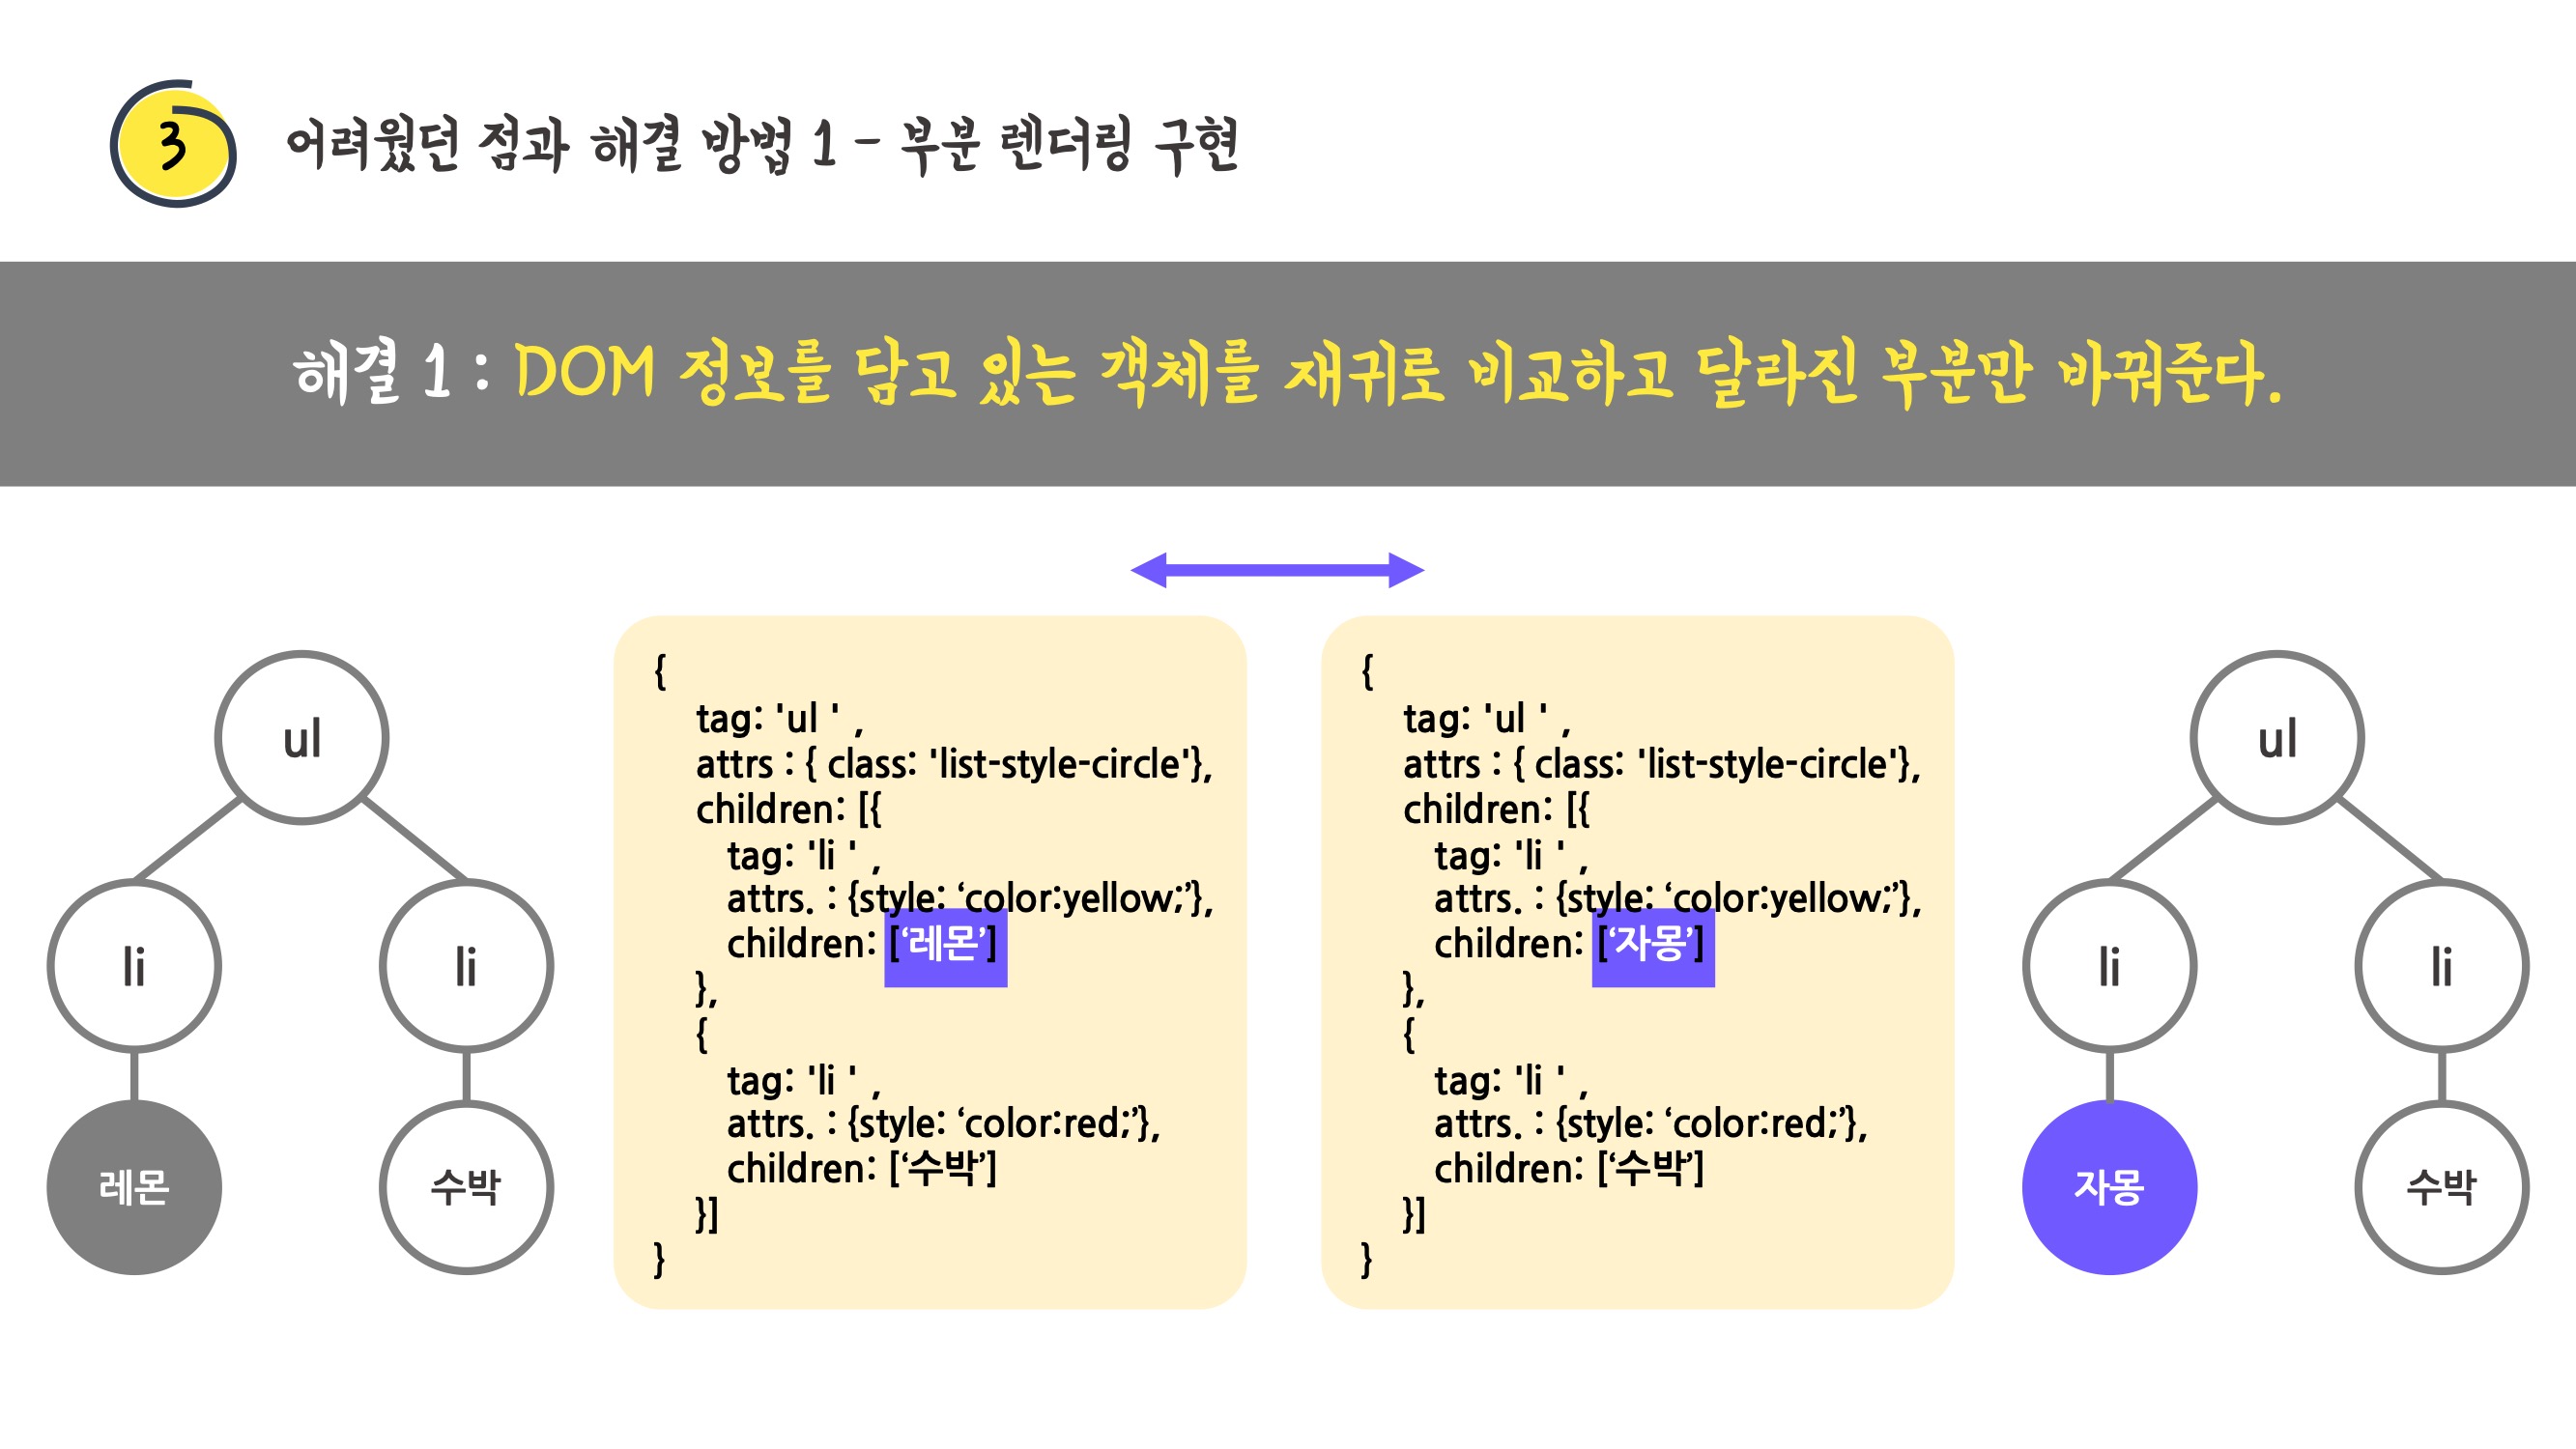 3
어려웠던 점과 해결 방법 1 - 부분 렌더링 구현
해결 1 : DOM 정보를 담고 있는 객체를 재귀로 비교하고 달라진 부분만 바꿔준다.
ul
li
li
레몬
수박
{
tag: 'ul ' ,
attrs : { class: 'list-style-circle'},
children: [{
tag: 'li ' ,
attrs. : {style: ‘color:yellow;’},
children: [‘레몬’]
},
{
tag: 'li ' ,
attrs. : {style: ‘color:red;’},
children: [‘수박’]
}]
}
{
tag: 'ul ' ,
attrs : { class: 'list-style-circle'},
children: [{
tag: 'li ' ,
attrs. : {style: ‘color:yellow;’},
children: [‘자몽’]
},
{
tag: 'li ' ,
attrs. : {style: ‘color:red;’},
children: [‘수박’]
}]
}
ul
li
li
자몽
수박